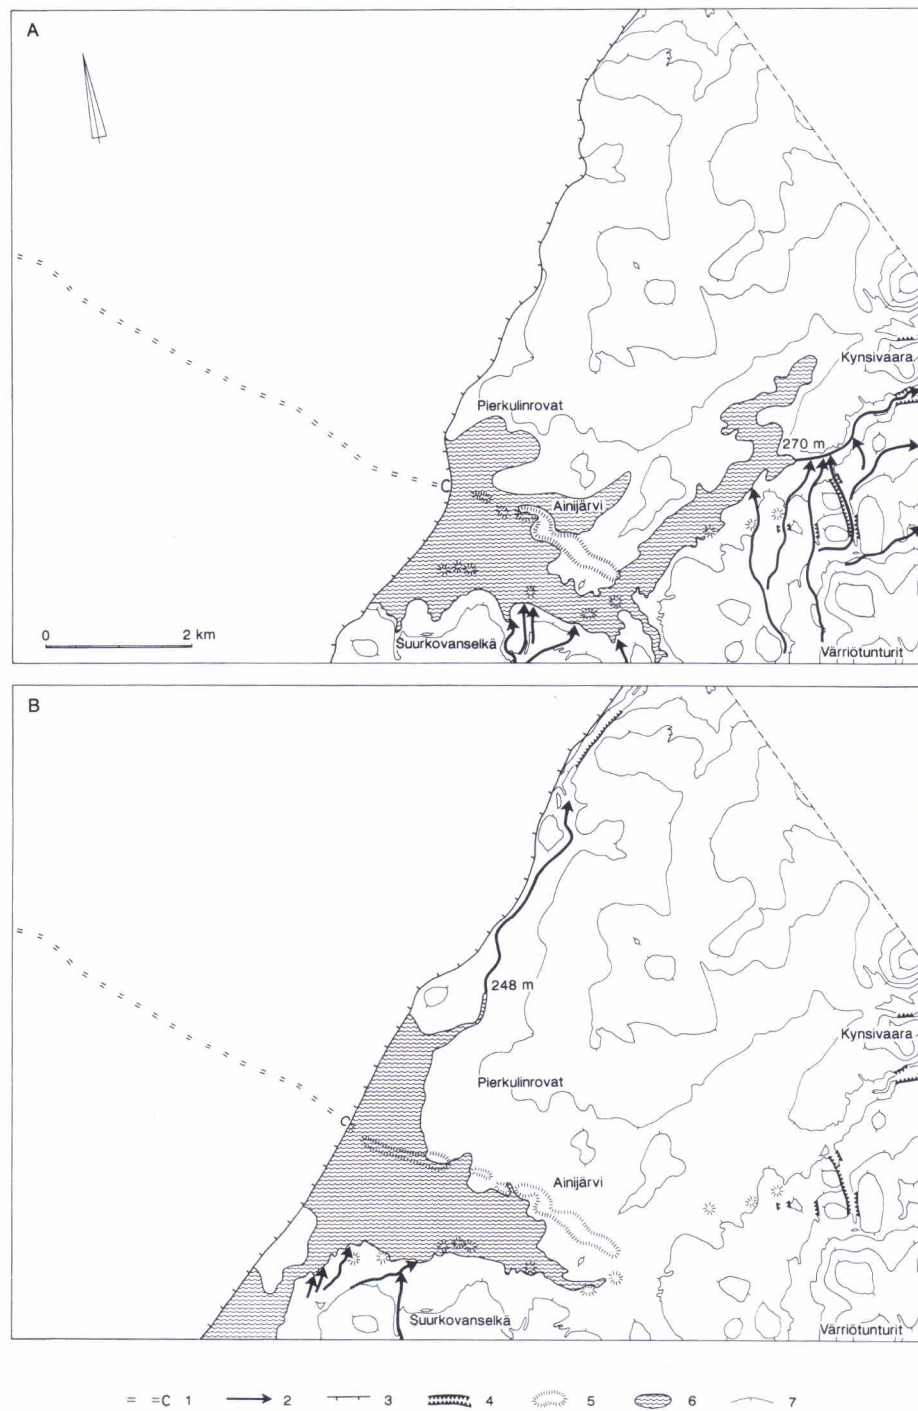 A
Kynsivaara
Pierkulinrovat
270 m
Ainijärvi
0 2 km
Suurkovanselkä
Värriötunturit
B
248 m
Kynsivaara
Pierkulinrovat
Ainijärvi
Suurkovanselkä
Värriötunturit
C 1 2 3 4 5 6 7